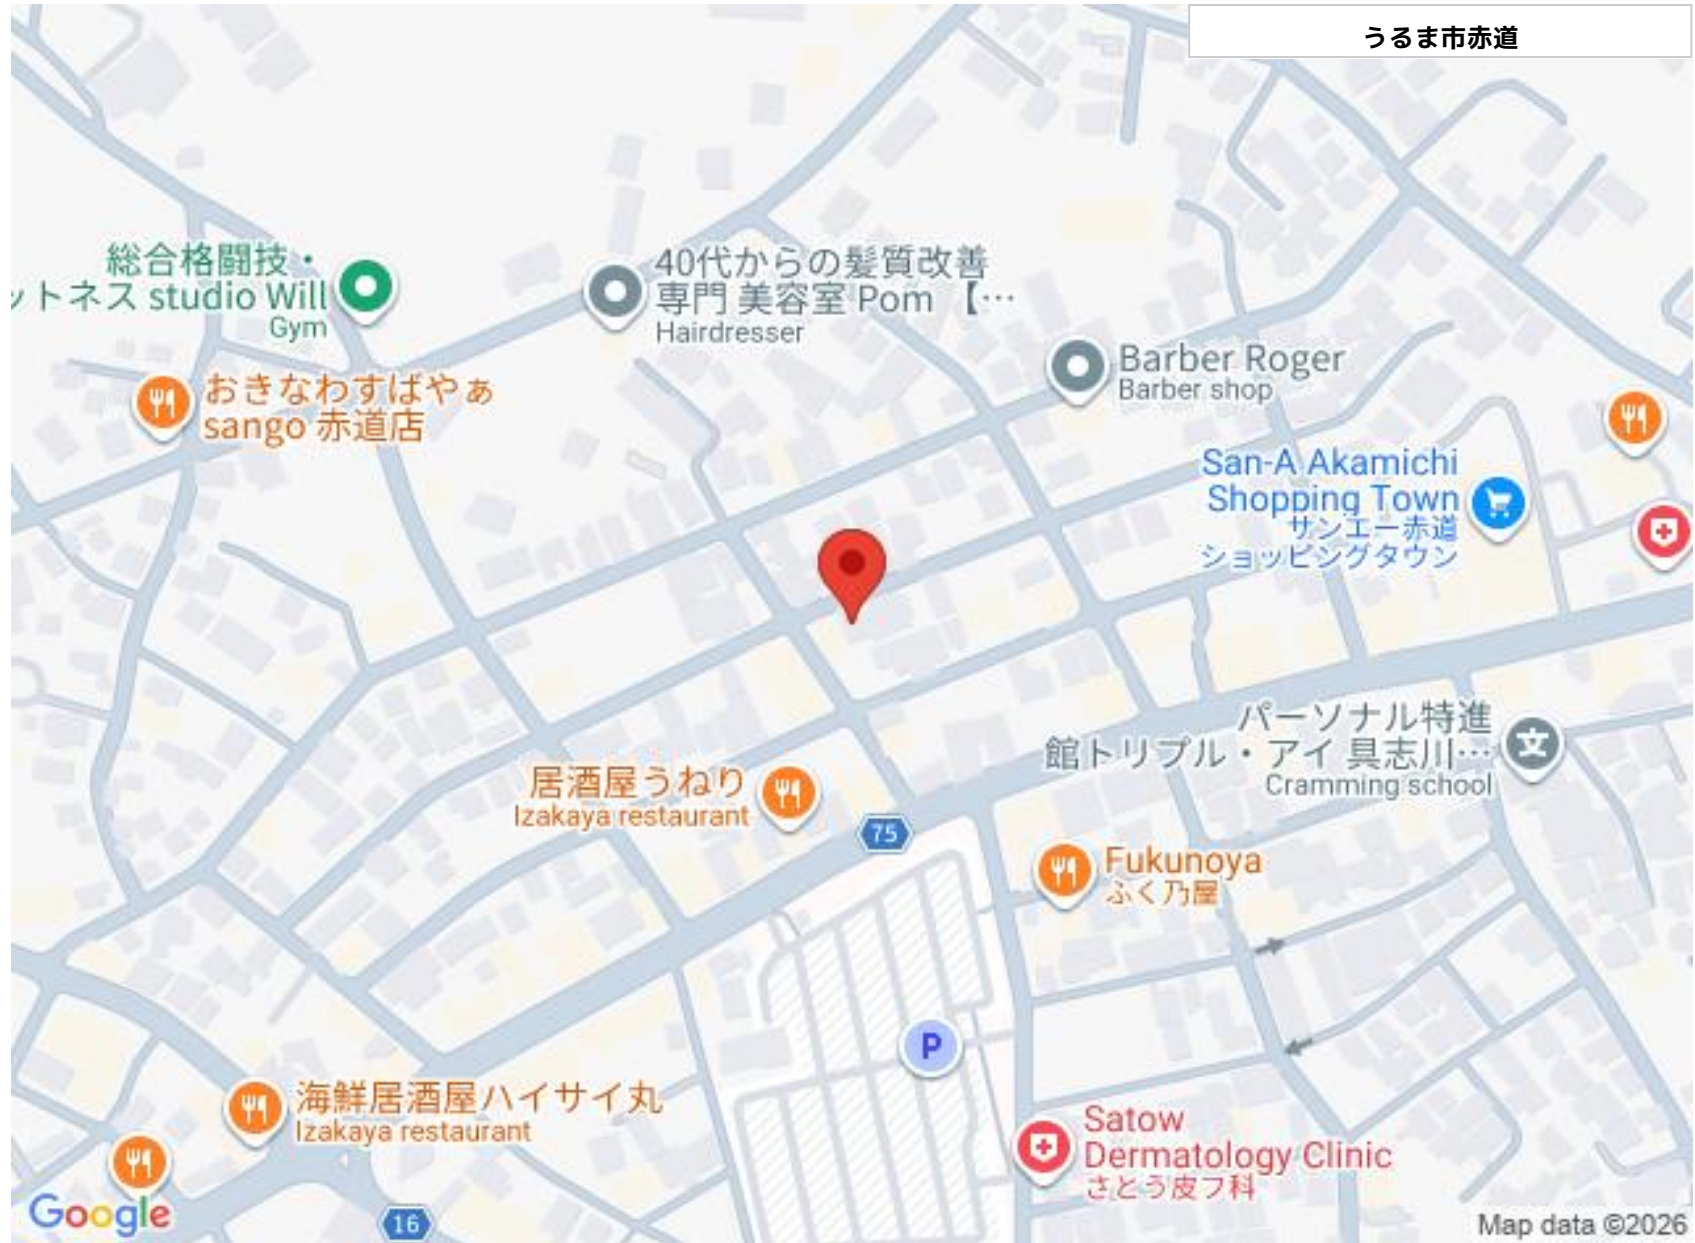 うるま市赤道
総合格闘技・
ットネス studio Will
Gym
40代からの髪質改善
専門 美容室 Pom 【…
Hairdresser
Barber Roger
Barber shop
おきなわすばやぁ
sango 赤道店
San-A Akamichi
Shopping Town
サンエー赤道
ショッピングタウン
パーソナル特進
館トリプル・アイ 具志川…
Cramming school
居酒屋うねり
Izakaya restaurant
75
Fukunoya
ふく乃屋
P
海鮮居酒屋ハイサイ丸
Izakaya restaurant
Satow
Dermatology Clinic
さとう皮フ科
16
Google
Map data ©2026
文